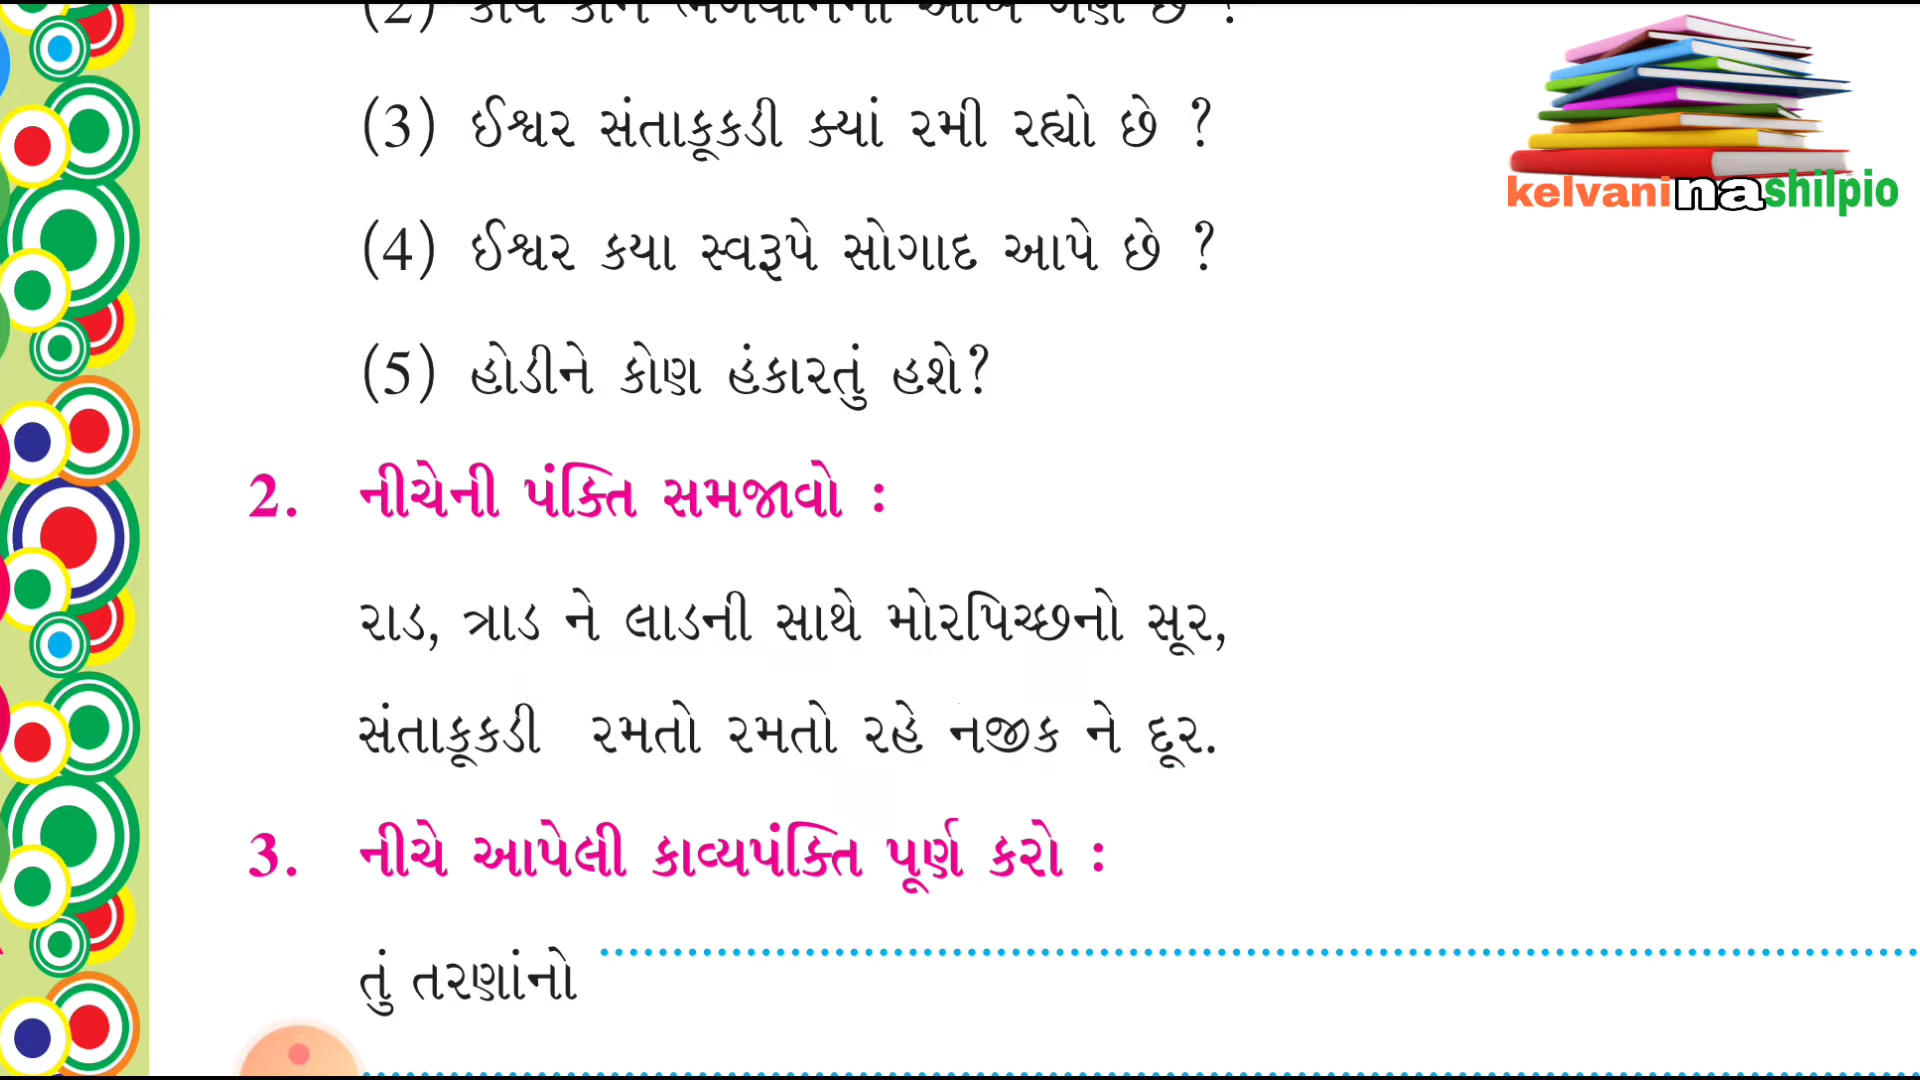 (3) ઈશ્વર સંતાકૂકડી ક્યાં રમી રહ્યો છે ?
kelvaninashilpio
(4) ઈશ્વર કયા સ્વરૂપે સોગાદ આપે છે ?
(5) હોડીને કોણ હંકારતું હશે?
2. નીચેની પંક્તિ સમજાવો :
રાડ, ત્રાડ ને લાડની સાથે મોરપિચ્છનો સૂર,
સંતાકૂકડી રમતો રમતો રહે નજીક ને દૂર.
3. નીચે આપેલી કાવ્યપંક્તિ પૂર્ણ કરો :
તું તરણાંનો